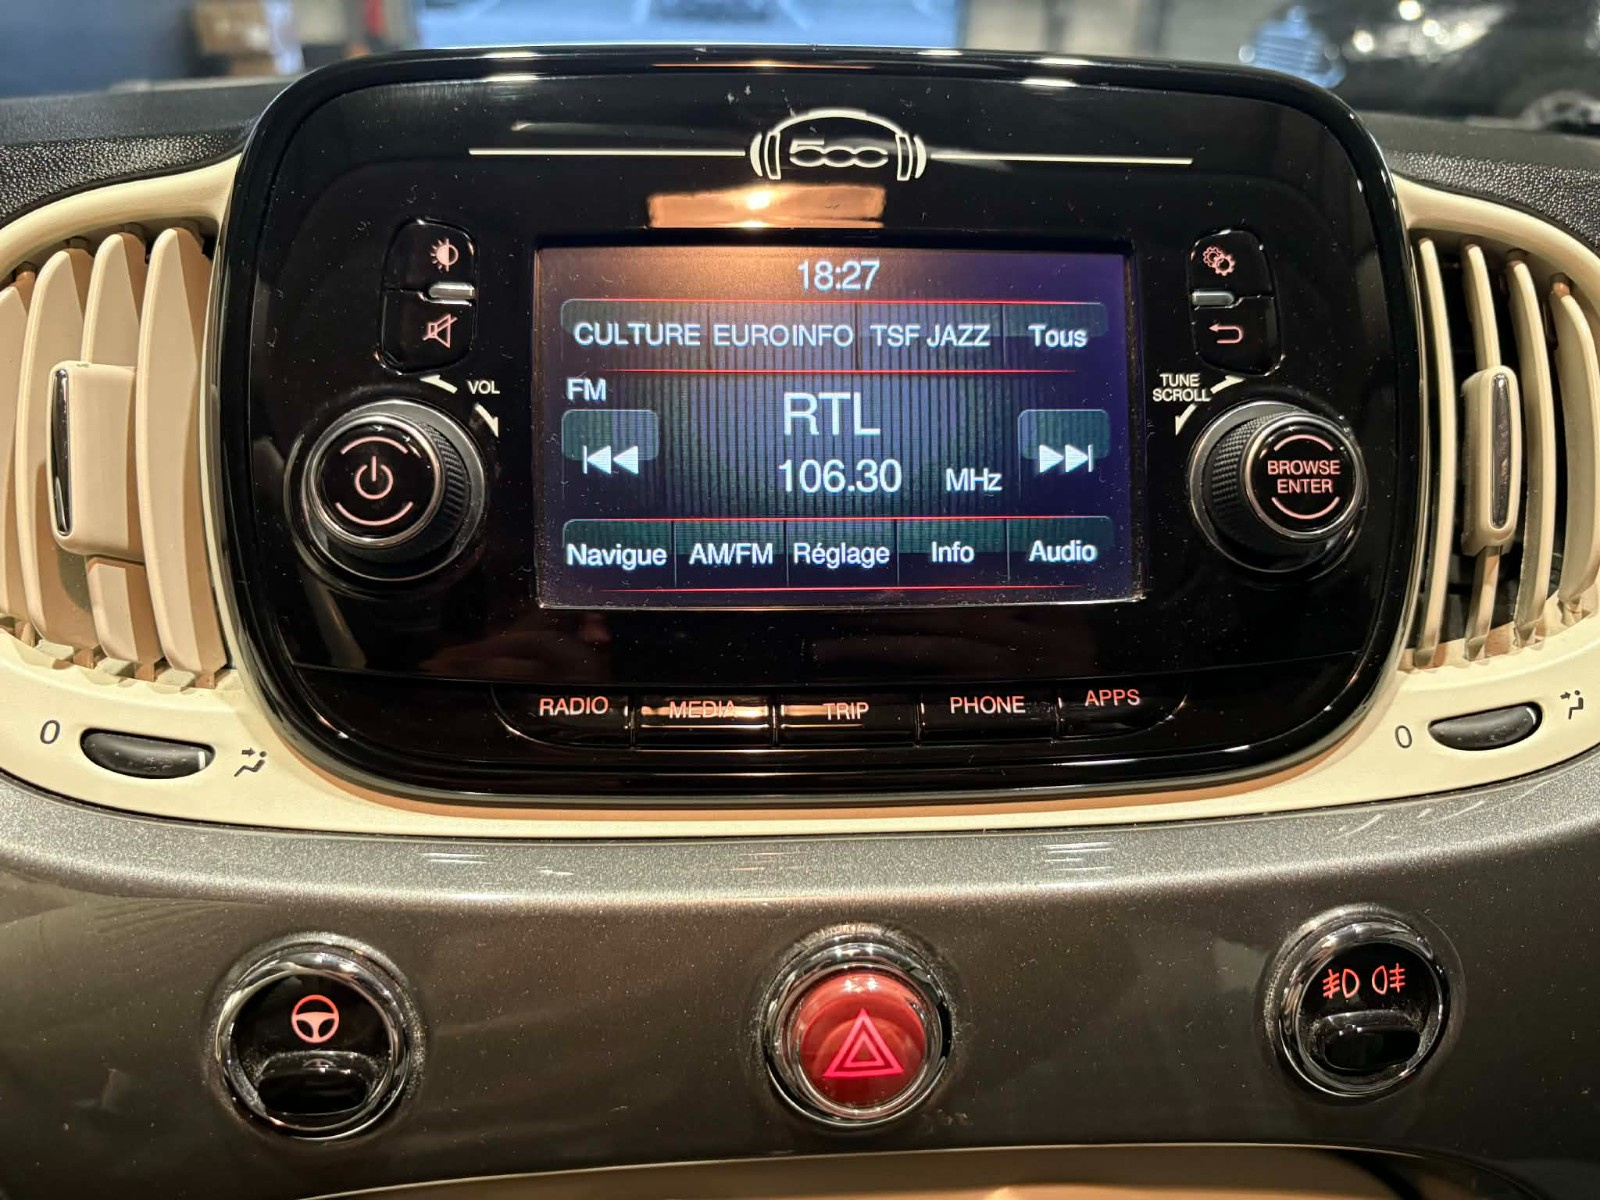 500
18:27
CULTURE EUROINFO TSF JAZZ Tous
FM
RTL
106.30 MHz
Navigue AM/FM Réglage Info Audio
VOL
TUNE
SCROLL
BROWSE
ENTER
RADIO MEDIA TRIP PHONE APPS
0
0